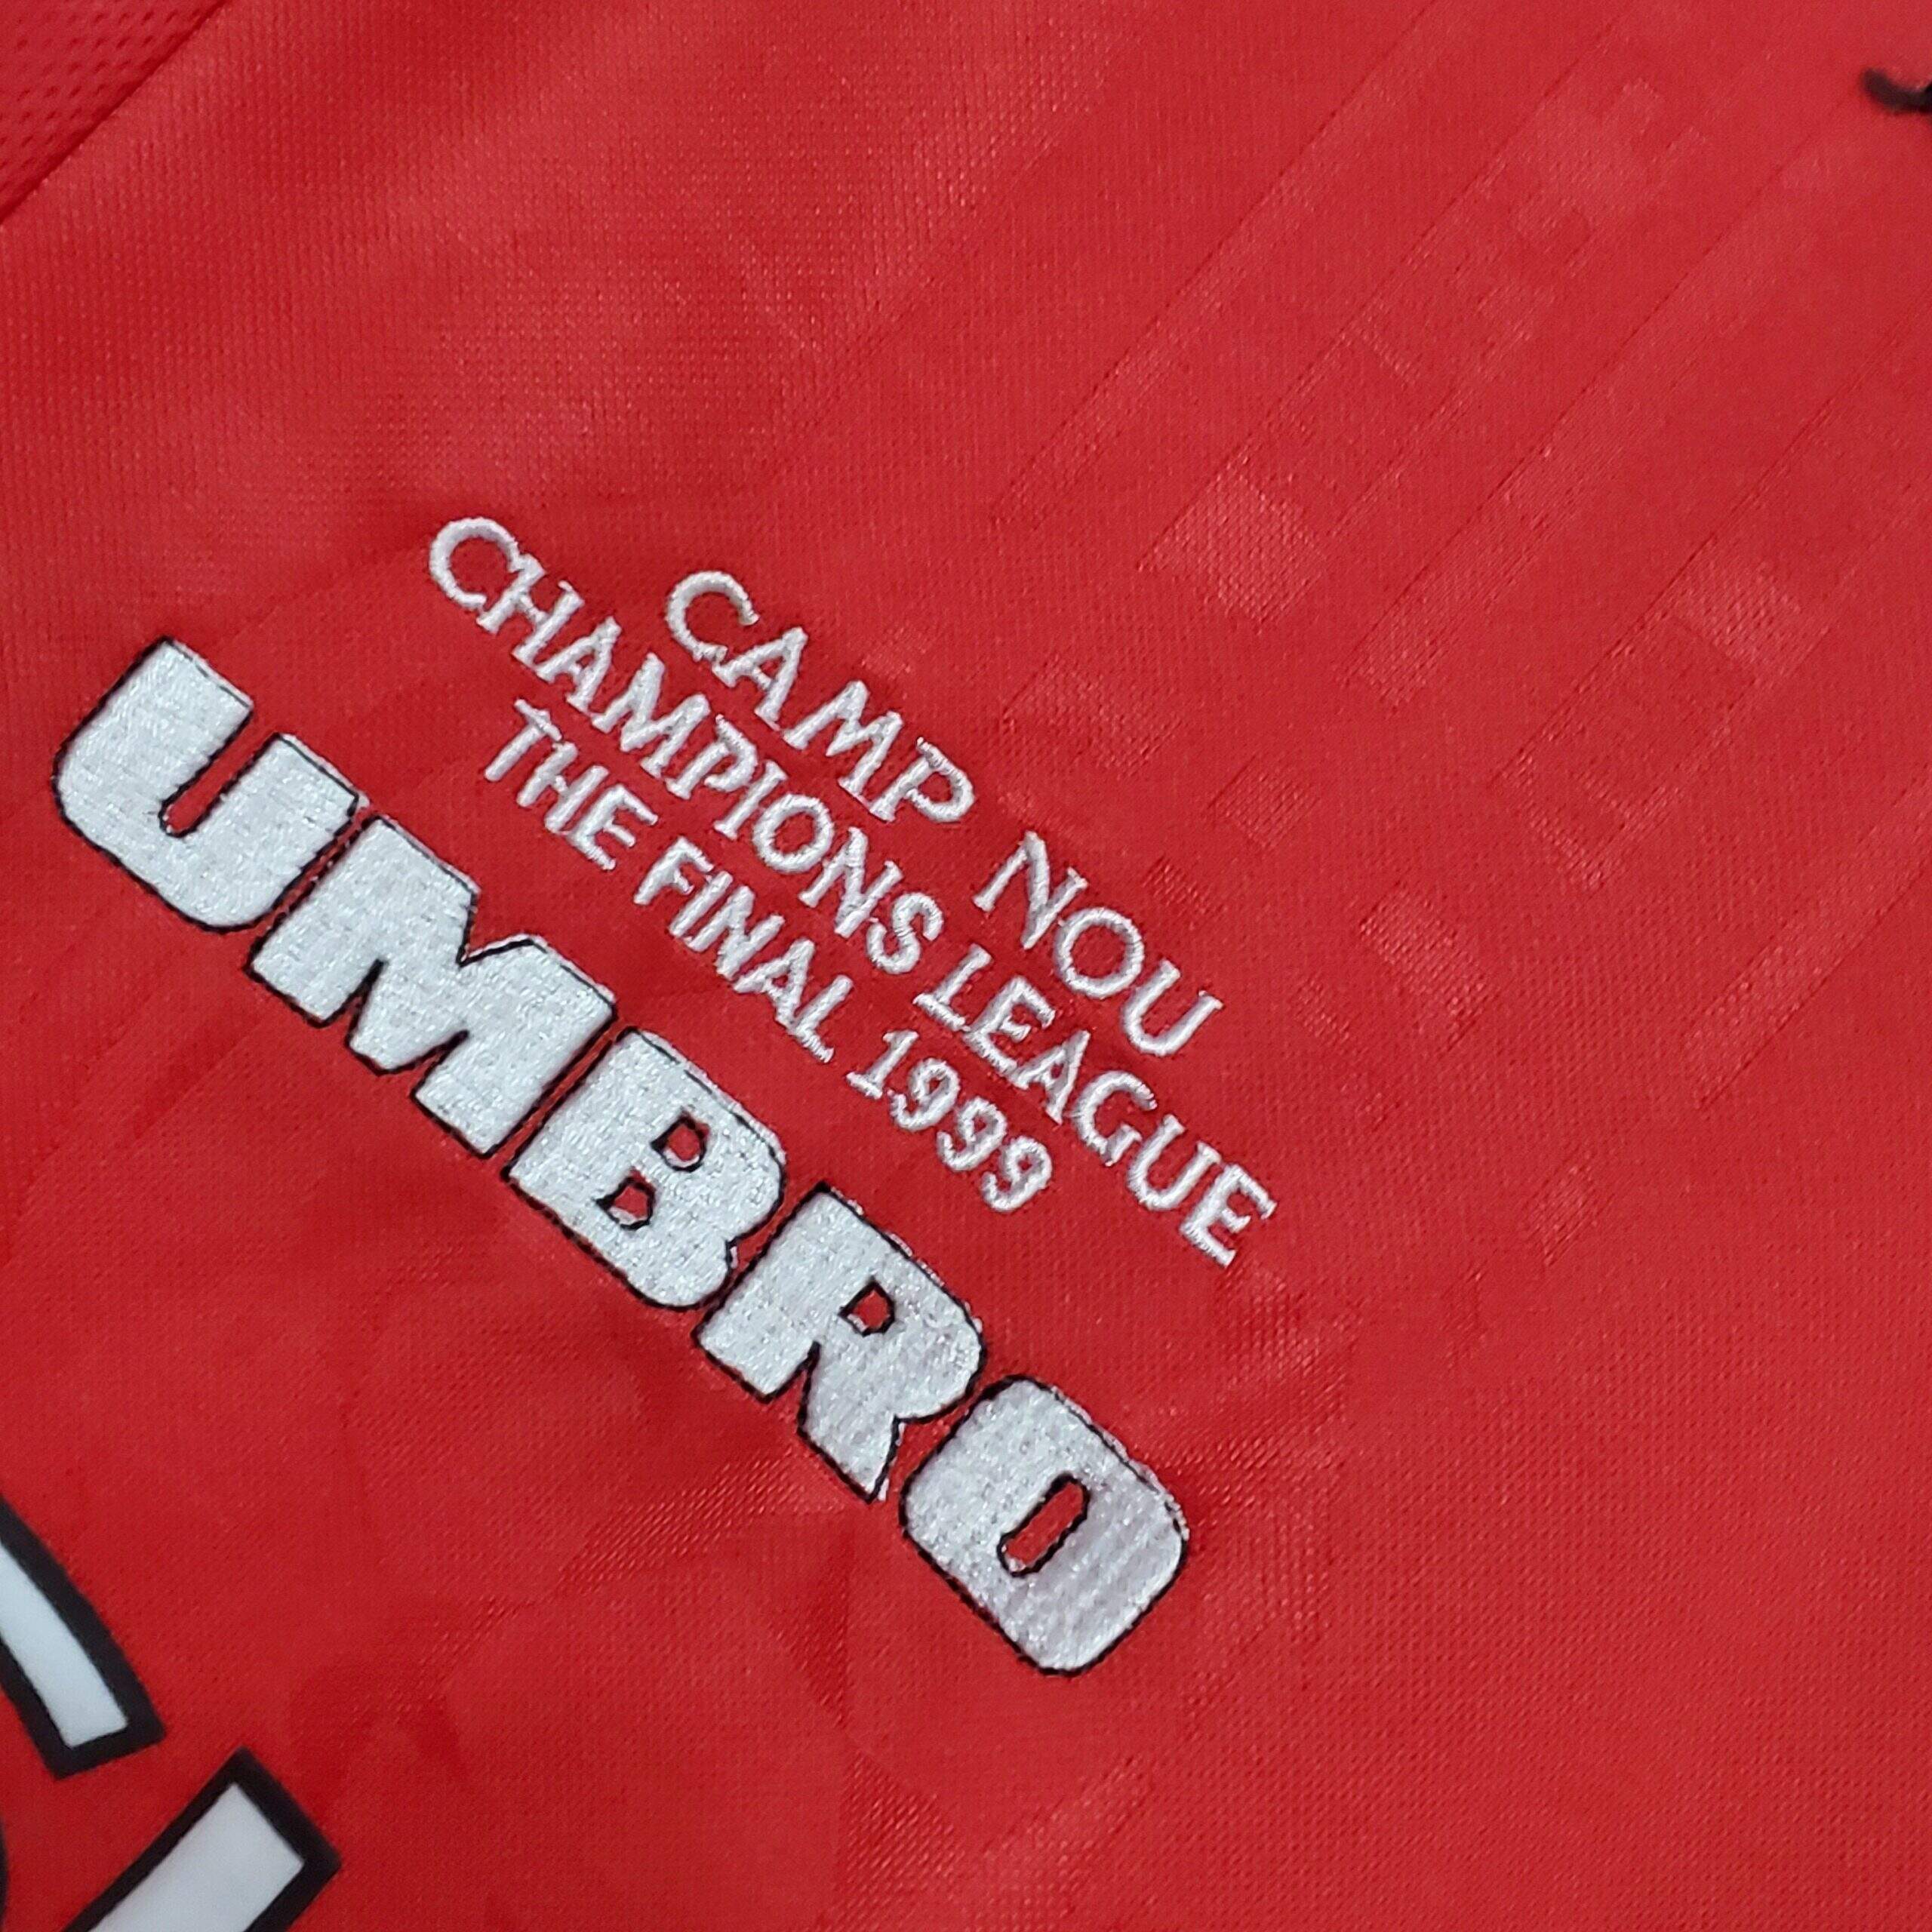 CAMP NOU
CHAMPIONS LEAGUE
THE FINAL 1999
UMBRO